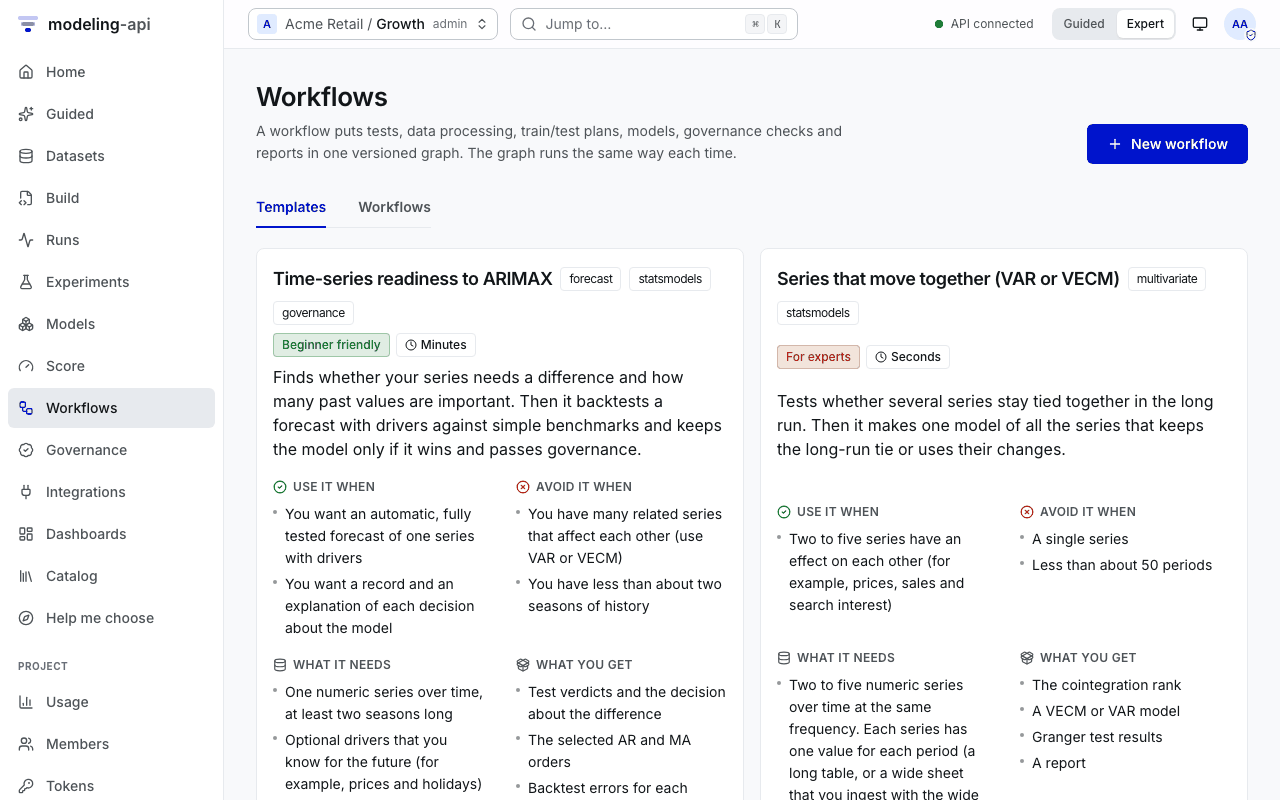 modeling-api
A
Acme Retail / Growth admin
Jump to...
⌘ K
API connected
Guided
Expert
AA
Home
Guided
Datasets
Build
Runs
Experiments
Models
Score
Workflows
Governance
Integrations
Dashboards
Catalog
Help me choose
PROJECT
Usage
Members
Tokens
Workflows
A workflow puts tests, data processing, train/test plans, models, governance checks and
reports in one versioned graph. The graph runs the same way each time.
New workflow
Templates
Workflows
Time-series readiness to ARIMAX forecast statsmodels
governance
Beginner friendly Minutes
Finds whether your series needs a difference and how
many past values are important. Then it backtests a
forecast with drivers against simple benchmarks and keeps
the model only if it wins and passes governance.
USE IT WHEN
You want an automatic, fully
tested forecast of one series
with drivers
You want a record and an
explanation of each decision
about the model
AVOID IT WHEN
You have many related series
that affect each other (use
VAR or VECM)
You have less than about two
seasons of history
WHAT IT NEEDS
One numeric series over time,
at least two seasons long
Optional drivers that you
know for the future (for
example, prices and holidays)
WHAT YOU GET
Test verdicts and the decision
about the difference
The selected AR and MA
orders
Backtest errors for each
Series that move together (VAR or VECM) multivariate
statsmodels
For experts Seconds
Tests whether several series stay tied together in the long
run. Then it makes one model of all the series that keeps
the long-run tie or uses their changes.
USE IT WHEN
Two to five series have an
effect on each other (for
example, prices, sales and
search interest)
AVOID IT WHEN
A single series
Less than about 50 periods
WHAT IT NEEDS
Two to five numeric series
over time at the same
frequency. Each series has
one value for each period (a
long table, or a wide sheet
that you ingest with the wide
WHAT YOU GET
The cointegration rank
A VECM or VAR model
Granger test results
A report